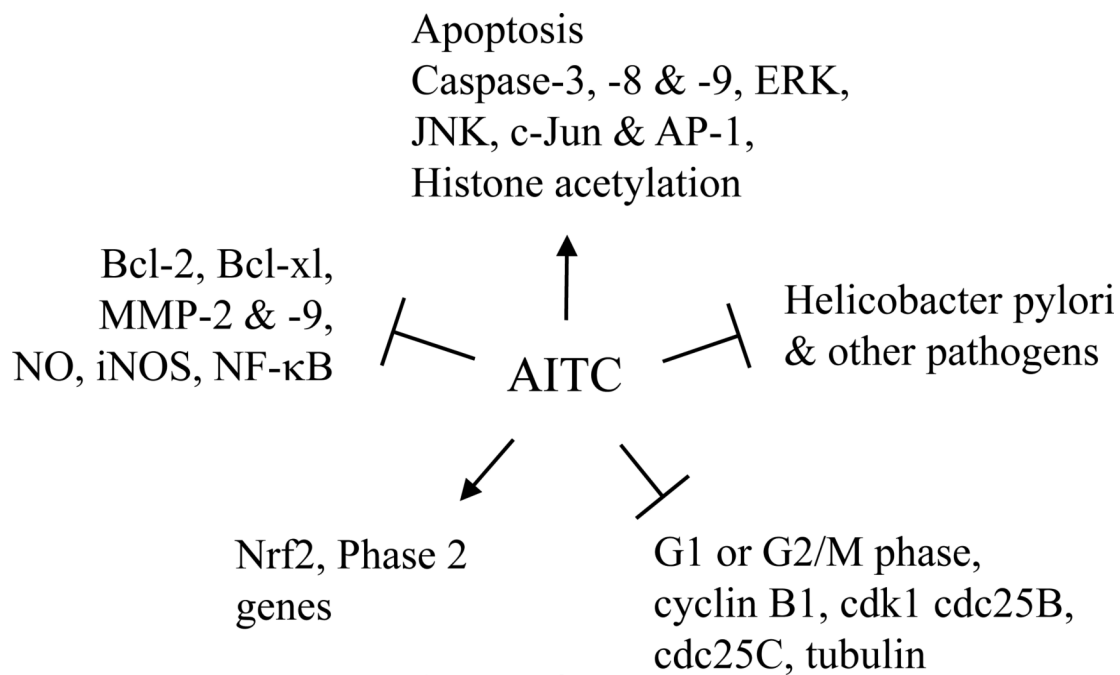 Apoptosis
Caspase-3, -8 & -9, ERK,
JNK, c-Jun & AP-1,
Histone acetylation
Bcl-2, Bcl-xl,
MMP-2 & -9,
NO, iNOS, NF-κB
Helicobacter pylori
& other pathogens
AITC
Nrf2, Phase 2
genes
G1 or G2/M phase,
cyclin B1, cdk1 cdc25B,
cdc25C, tubulin